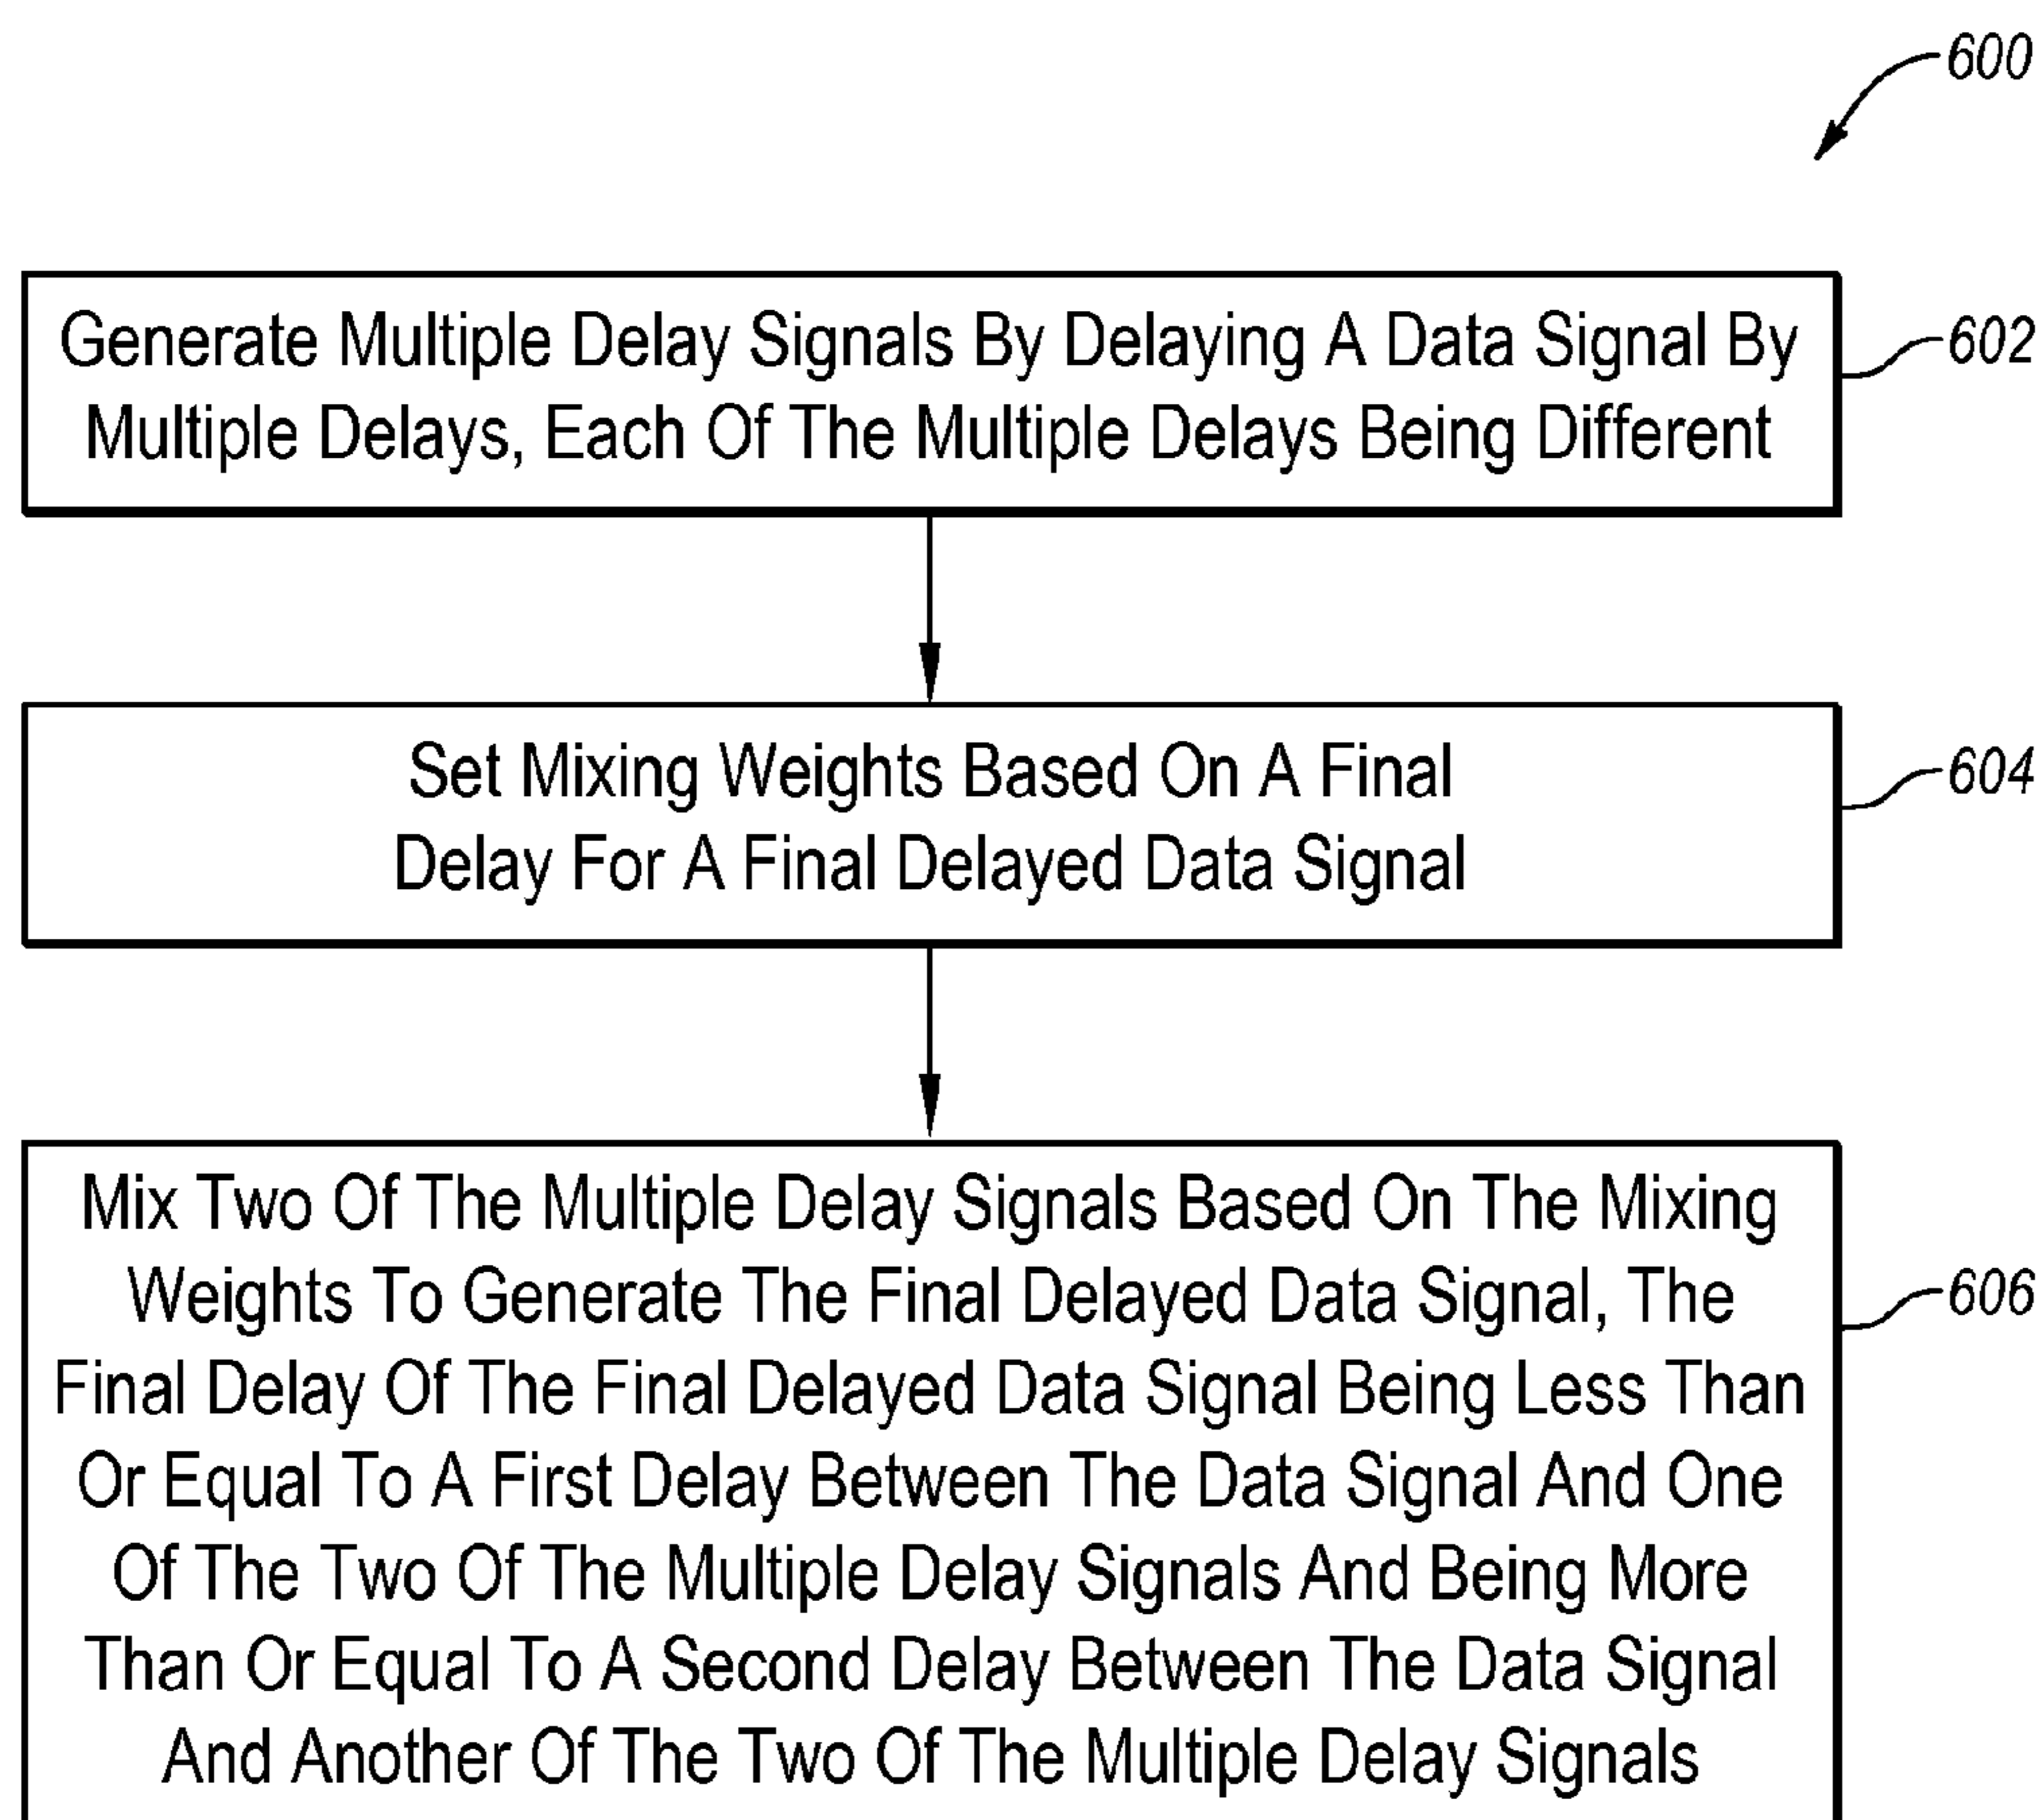 600
Generate Multiple Delay Signals By Delaying A Data Signal By
Multiple Delays, Each Of The Multiple Delays Being Different
602
Set Mixing Weights Based On A Final
Delay For A Final Delayed Data Signal
604
Mix Two Of The Multiple Delay Signals Based On The Mixing
Weights To Generate The Final Delayed Data Signal, The
Final Delay Of The Final Delayed Data Signal Being Less Than
Or Equal To A First Delay Between The Data Signal And One
Of The Two Of The Multiple Delay Signals And Being More
Than Or Equal To A Second Delay Between The Data Signal
And Another Of The Two Of The Multiple Delay Signals
606